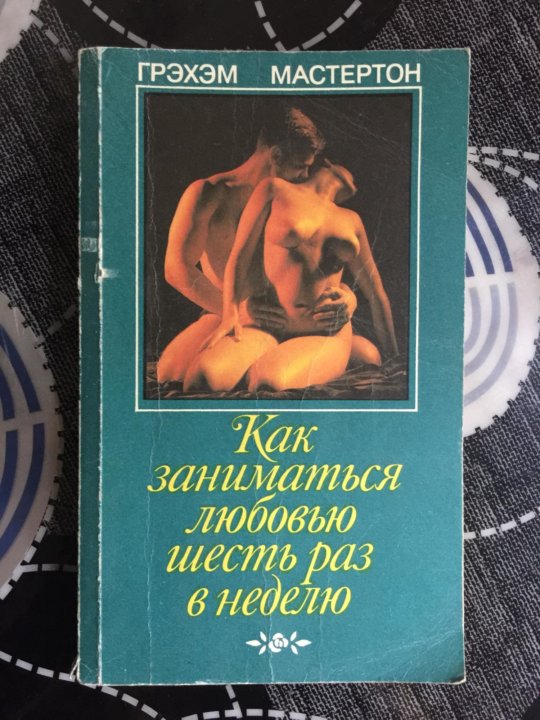 ГРЭХЭМ МАСТЕРТОН
Как
заниматься
любовью
шесть раз
в неделю